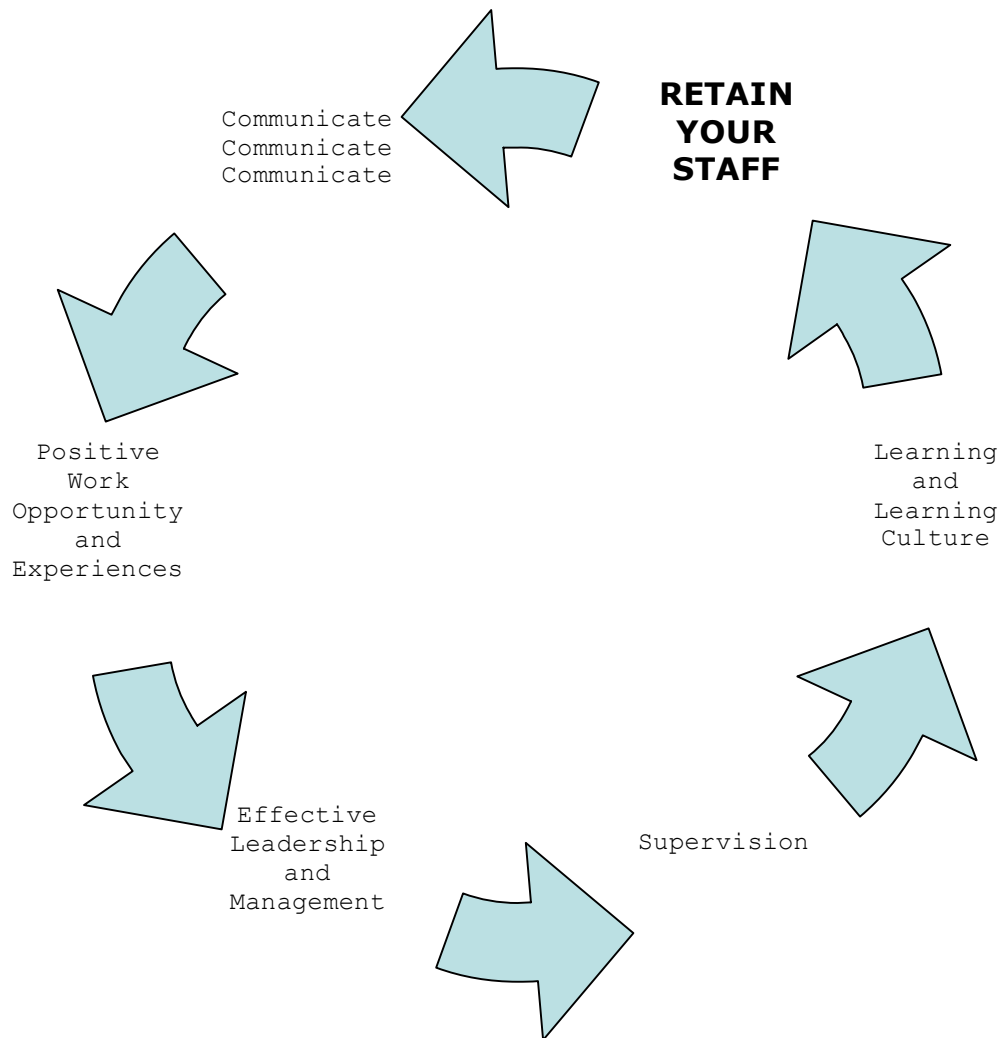 RETAIN
YOUR
STAFF
Communicate
Communicate
Communicate
Positive
Work
Opportunity
and
Experiences
Effective
Leadership
and
Management
Supervision
Learning
and
Learning
Culture